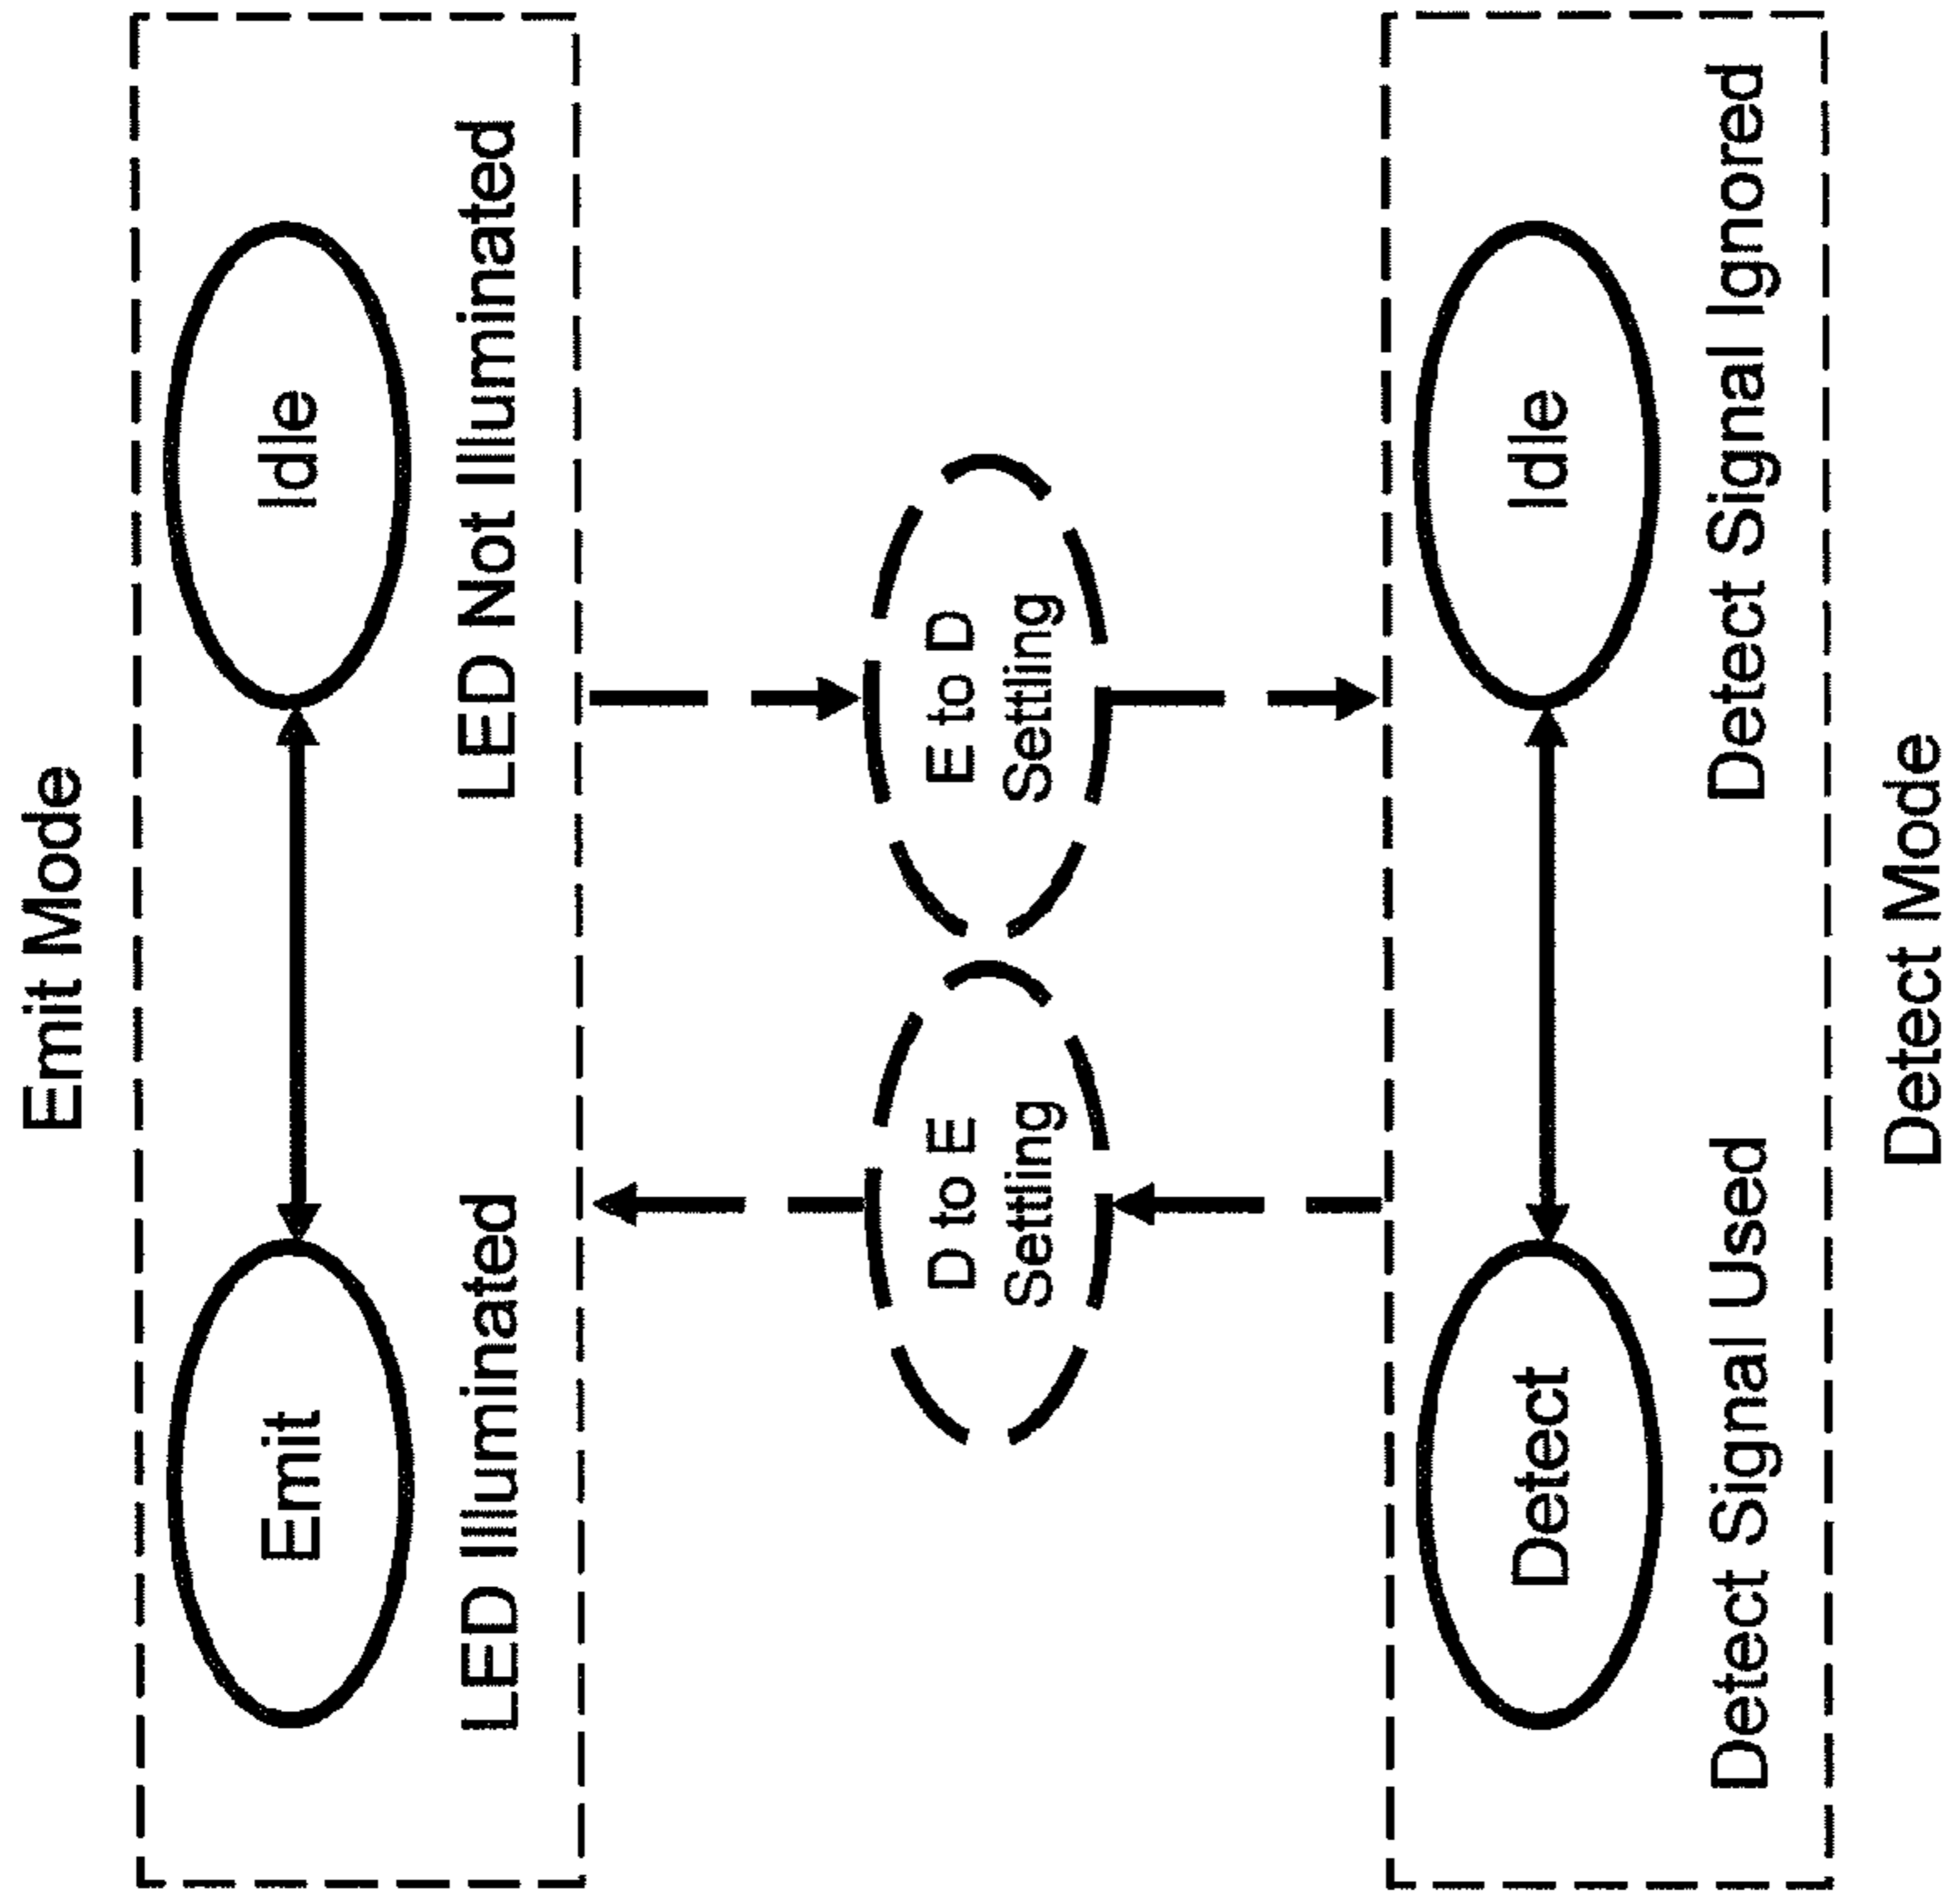 Emit Mode
Emit
Idle
LED Illuminated
LED Not Illuminated
D to E
Settling
E to D
Settling
Detect
Idle
Detect Signal Used
Detect Signal Ignored
Detect Mode